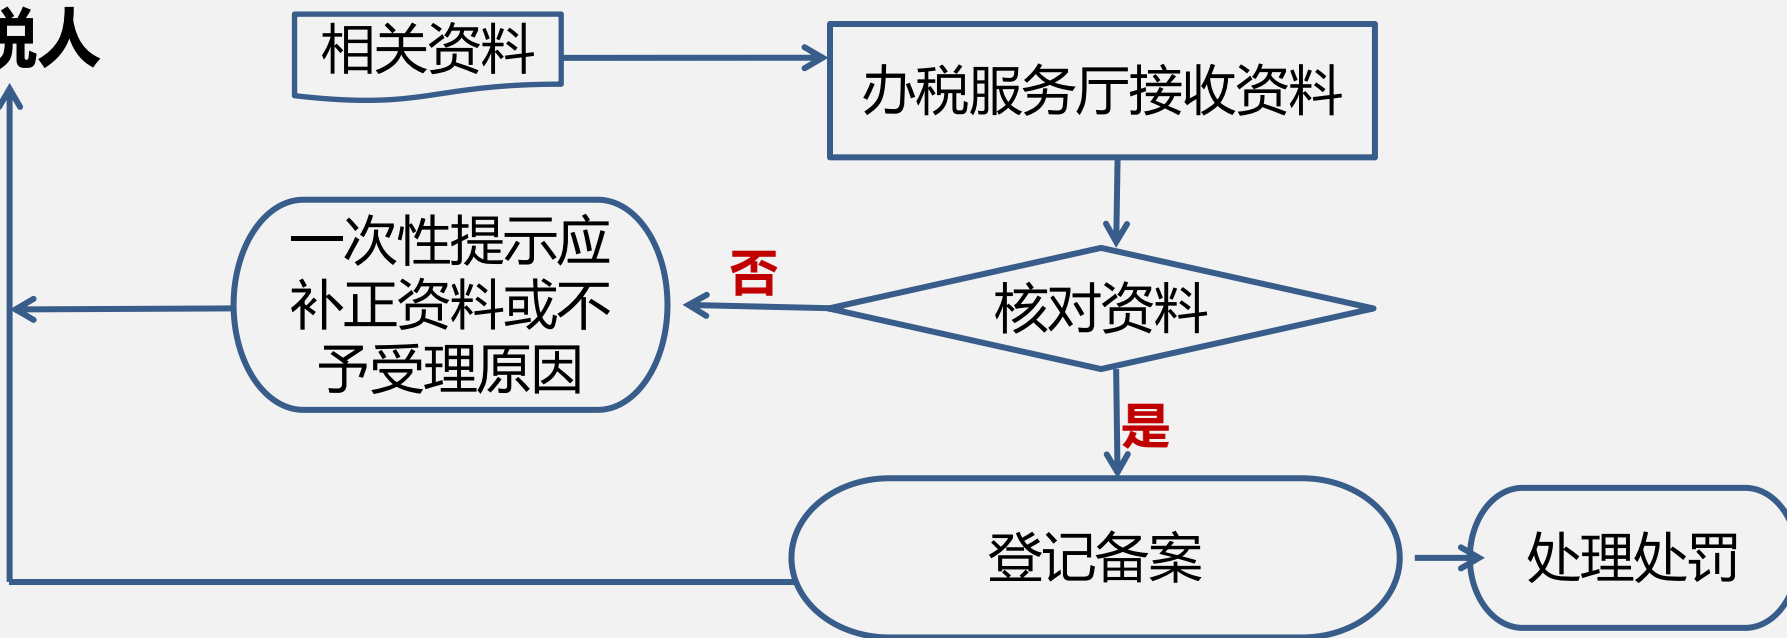 税人
相关资料
办税服务厅接收资料
一次性提示应
补正资料或不
予受理原因
否
核对资料
是
登记备案
处理处罚